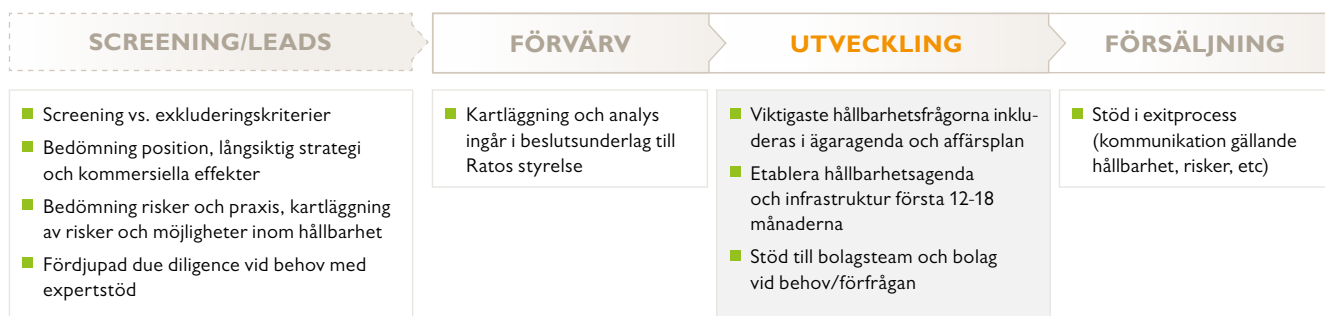 SCREENING/LEADS
FÖRVÄRV
UTVECKLING
FÖRSÄLJNING
Screening vs. exkluderingskriterier
Bedömning position, långsiktig strategi
och kommersiella effekter
Bedömning risker och praxis, kartläggning
av risker och möjligheter inom hållbarhet
Fördjupad due diligence vid behov med
expertstöd
Kartläggning och analys
ingår i beslutsunderlag till
Ratos styrelse
Viktigaste hållbarhetsfrågorna inklu-
deras i ägaragenda och affärsplan
Etablera hållbarhetsagenda
och infrastruktur första 12-18
månaderna
Stöd till bolagsteam och bolag
vid behov/förfrågan
Stöd i exitprocess
(kommunikation gällande
hållbarhet, risker, etc)